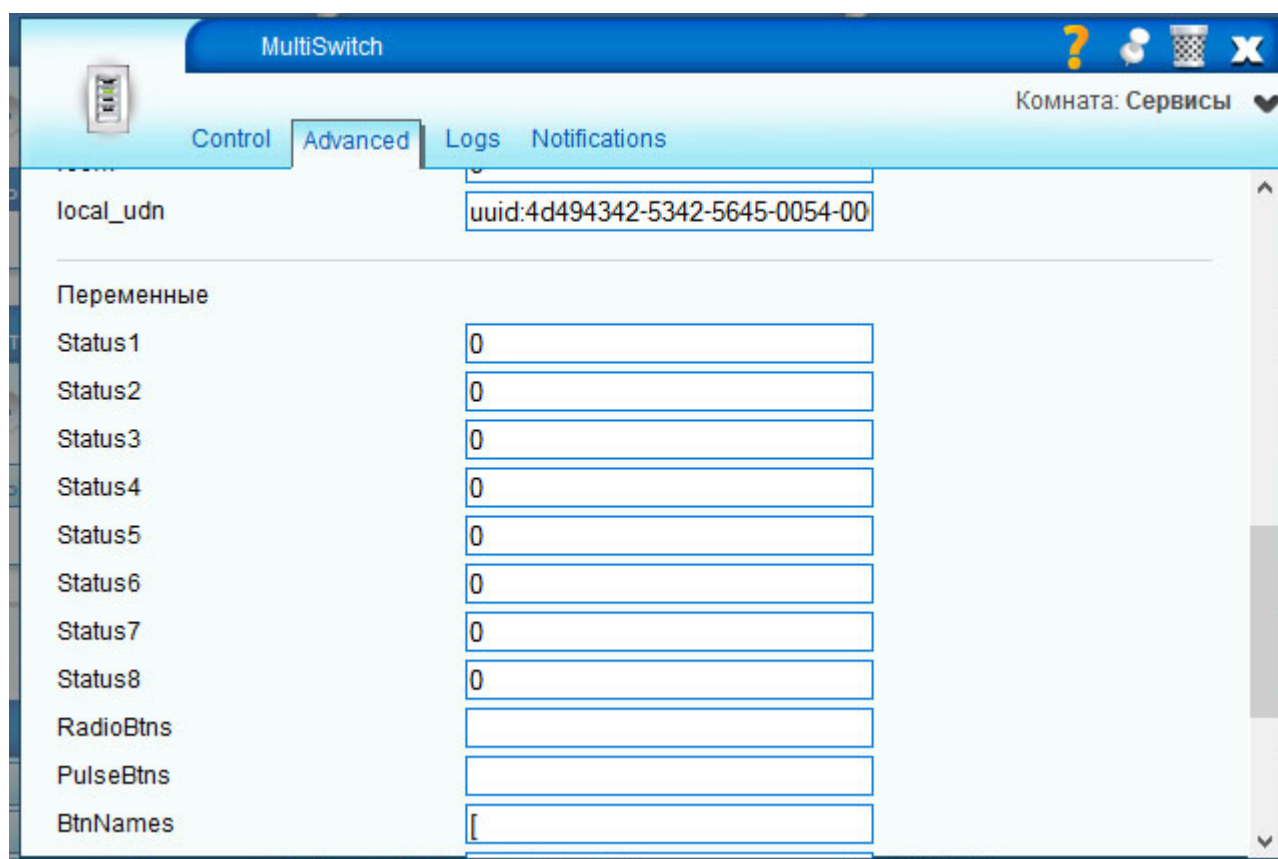 MultiSwitch
Комната: Сервисы
Control Advanced Logs Notifications
local_udn uuid:4d494342-5342-5645-0054-00
Переменные
Status1 0
Status2 0
Status3 0
Status4 0
Status5 0
Status6 0
Status7 0
Status8 0
RadioBtns
PulseBtns
BtnNames [